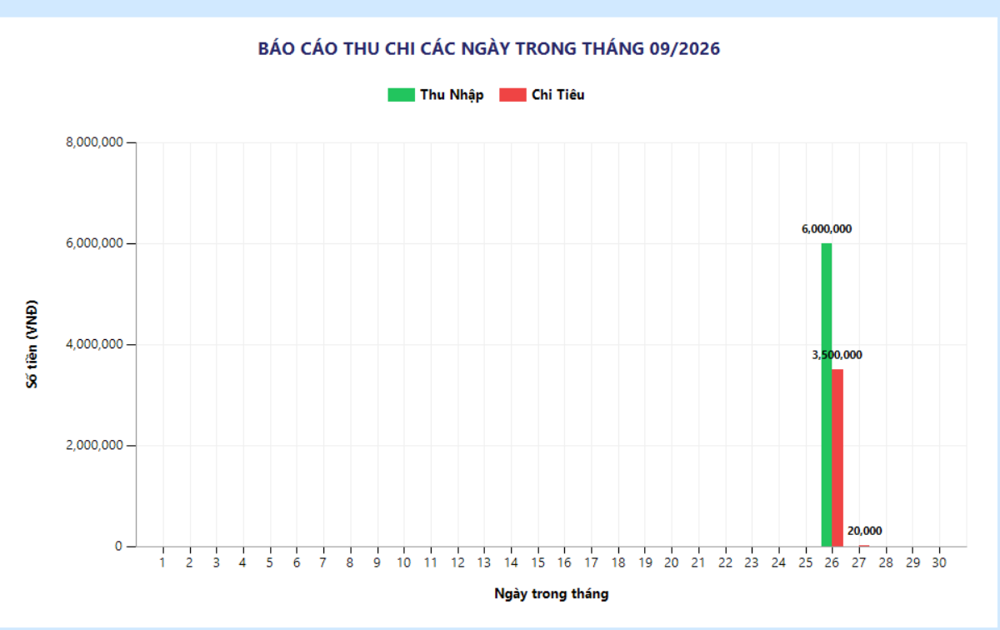 BÁO CÁO THU CHI CÁC NGÀY TRONG THÁNG 09/2026
Thu Nhập Chi Tiêu
8,000,000
6,000,000
6,000,000
4,000,000
3,500,000
2,000,000
20,000
0
Số tiền (VNĐ)
1 2 3 4 5 6 7 8 9 10 11 12 13 14 15 16 17 18 19 20 21 22 23 24 25 26 27 28 29 30
Ngày trong tháng